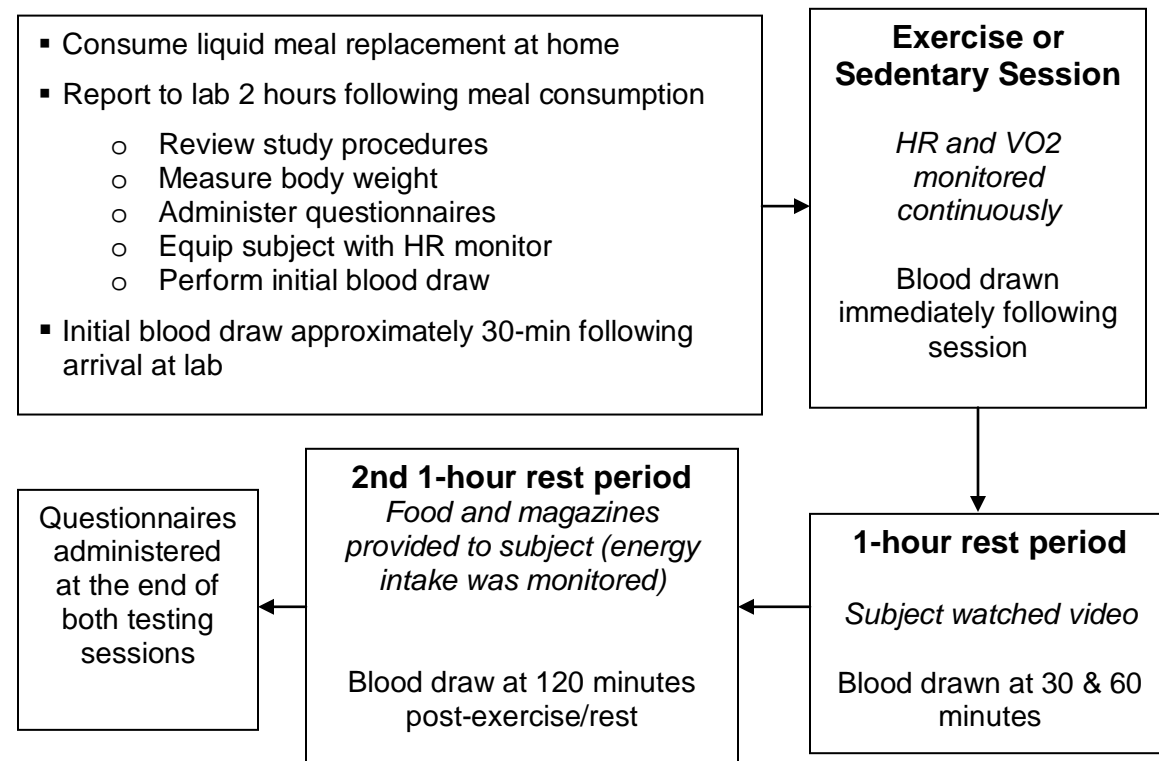 ▪ Consume liquid meal replacement at home
▪ Report to lab 2 hours following meal consumption
o Review study procedures
o Measure body weight
o Administer questionnaires
o Equip subject with HR monitor
o Perform initial blood draw
▪ Initial blood draw approximately 30-min following
arrival at lab
Exercise or
Sedentary Session
HR and VO2
monitored
continuously
Blood drawn
immediately following
session
1-hour rest period
Subject watched video
Blood drawn at 30 & 60
minutes
2nd 1-hour rest period
Food and magazines
provided to subject (energy
intake was monitored)
Blood draw at 120 minutes
post-exercise/rest
Questionnaires
administered
at the end of
both testing
sessions